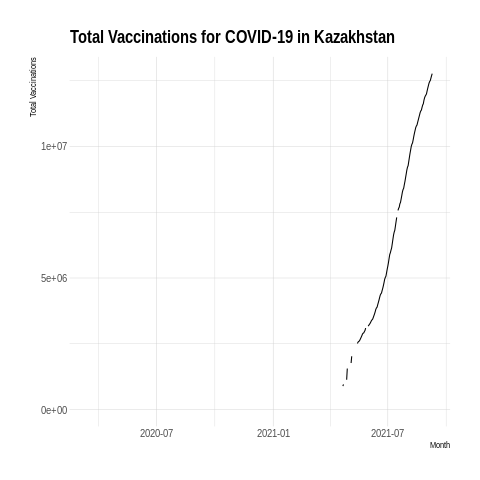 Total Vaccinations for COVID-19 in Kazakhstan
Total Vaccinations
1e+07
5e+06
0e+00
2020-07
2021-01
2021-07
Month